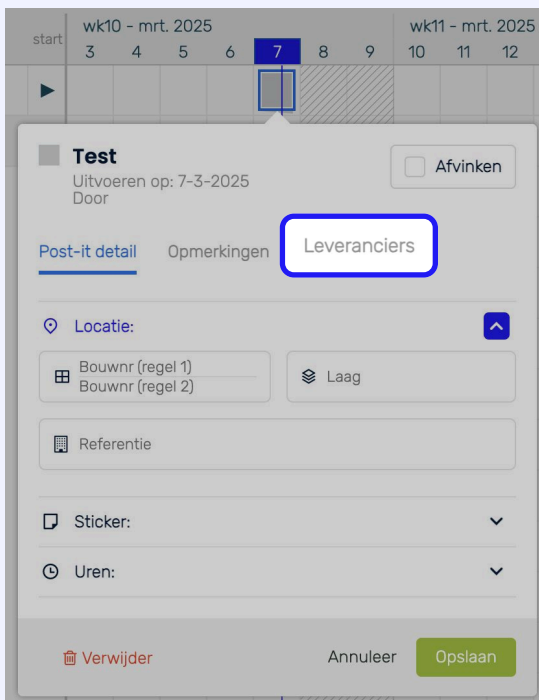 wk10 - mrt. 2025 wk11 - mrt. 2025
start 3 4 5 6 7 8 9 10 11 12
Test
Uitvoeren op: 7-3-2025
Door
Afvinken
Post-it detail Opmerkingen Leveranciers
Locatie:
Bouwnr (regel 1)
Bouwnr (regel 2)
Laag
Referentie
Sticker:
Uren:
Verwijder Annuleer Opslaan